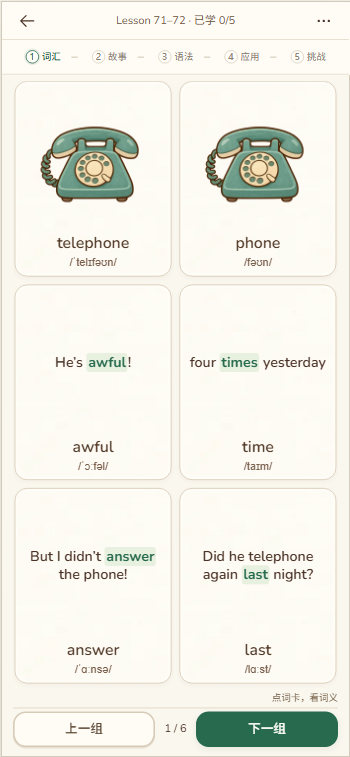 Lesson 71–72 · 已学 0/5
1 词汇 – 2 故事 – 3 语法 – 4 应用 – 5 挑战
telephone
/ˈtelɪfəʊn/
phone
/fəʊn/
He's awful!
awful
/ˈɔːfəl/
four times yesterday
time
/taɪm/
But I didn't answer
the phone!
answer
/ˈɑːnsə/
Did he telephone
again last night?
last
/lɑːst/
点词卡，看词义
上一组
1 / 6
下一组